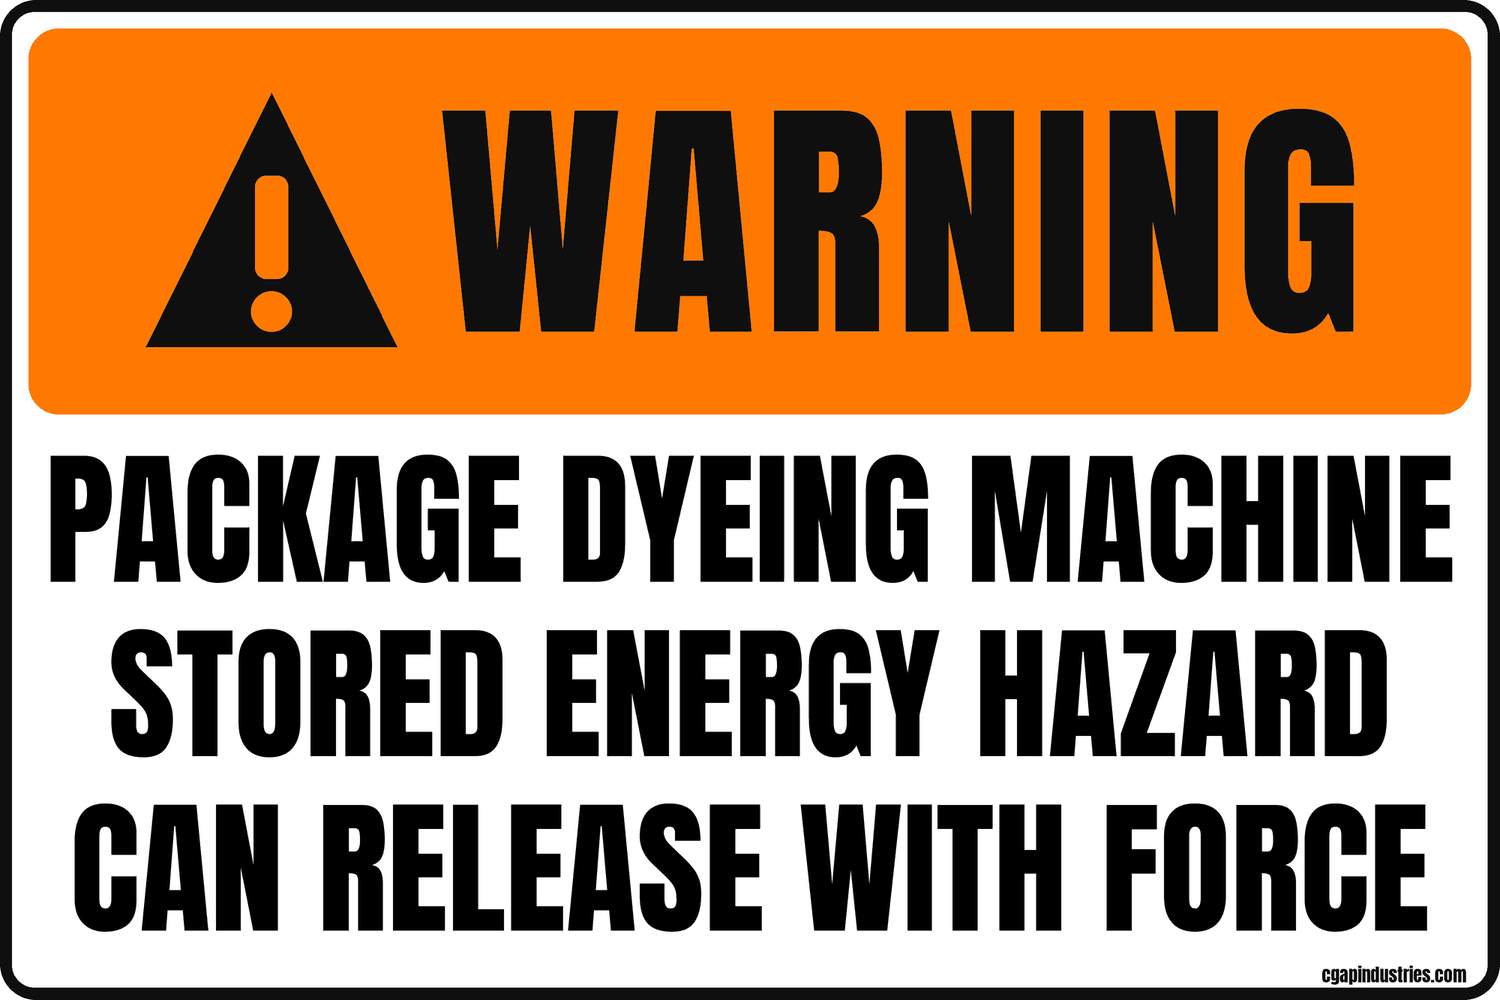 WARNING
PACKAGE DYEING MACHINE
STORED ENERGY HAZARD
CAN RELEASE WITH FORCE
cgapindustries.com